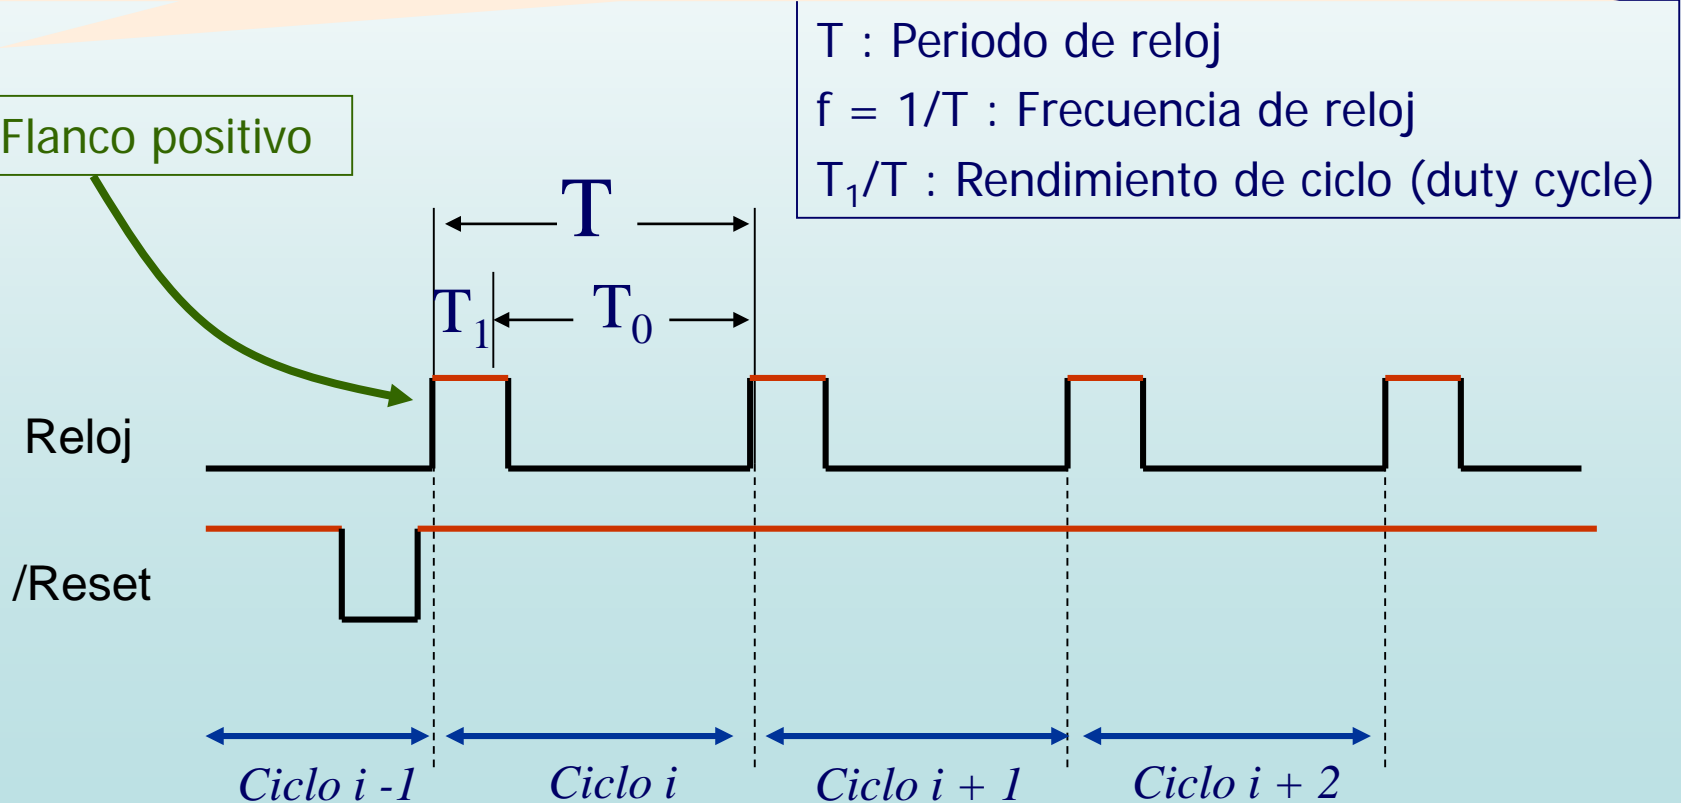 T : Periodo de reloj
f = 1/T : Frecuencia de reloj
T₁/T : Rendimiento de ciclo (duty cycle)
Flanco positivo
T
T₁ T₀
Reloj
/Reset
Ciclo i -1 Ciclo i Ciclo i + 1 Ciclo i + 2